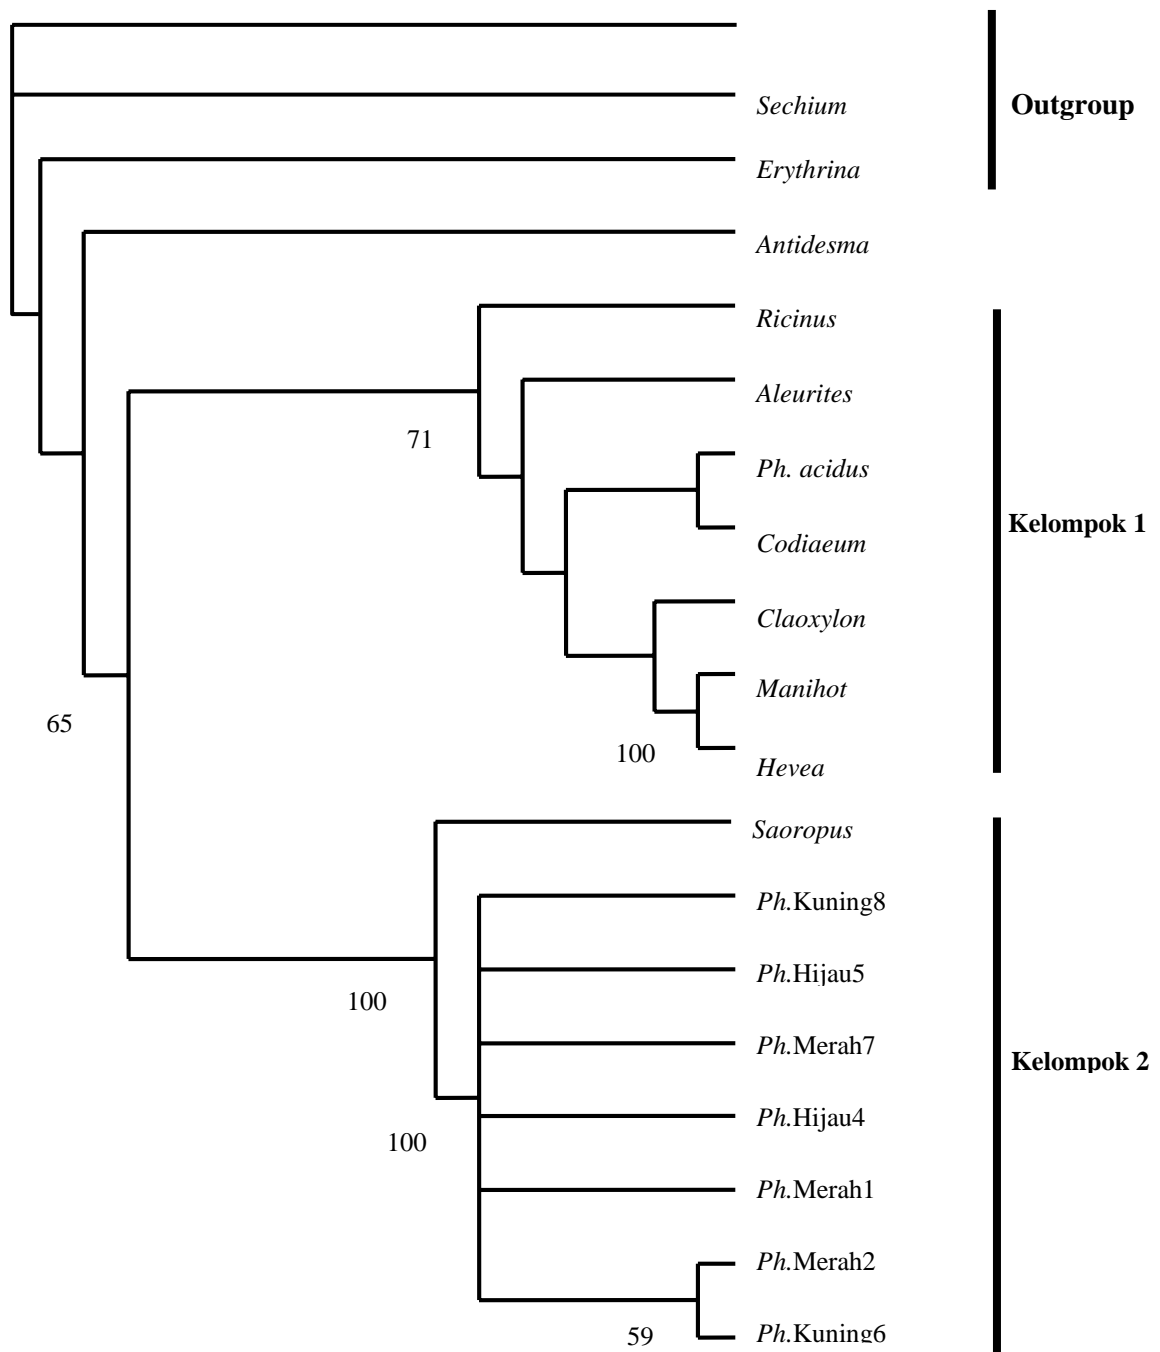 Sechium
Outgroup
Erythrina
Antidesma
Ricinus
Aleurites
71
Ph. acidus
Codiaeum
Kelompok 1
Claoxylon
Manihot
65
100
Hevea
Saoropus
Ph.Kuning8
Ph.Hijau5
100
Ph.Merah7
Kelompok 2
Ph.Hijau4
100
Ph.Merah1
Ph.Merah2
59
Ph.Kuning6